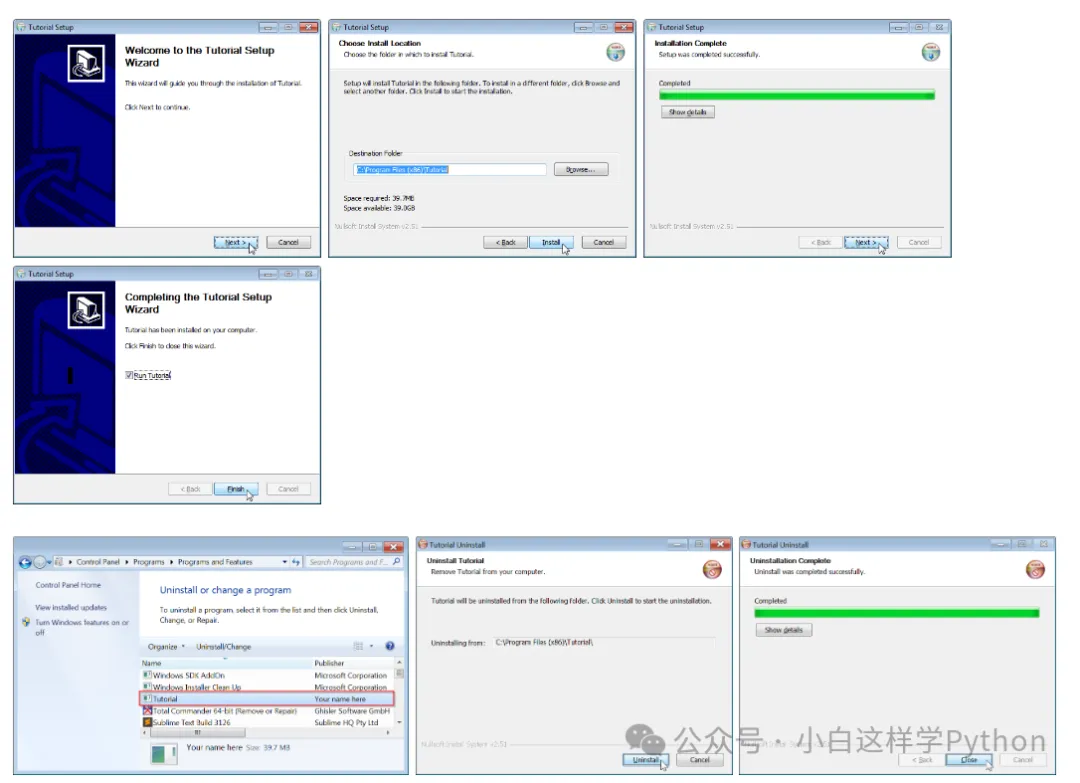 Tutorial Setup
Welcome to the Tutorial Setup
Wizard
This wizard will guide you through the installation of Tutorial.
Click Next to continue.
Next >
Cancel
Tutorial Setup
Choose Install Location
Choose the folder in which to install Tutorial.
Setup will install Tutorial in the following folder. To install in a different folder, click Browse and
select another folder. Click Install to start the installation.
Destination Folder
C:\Program Files (x86)\Tutorial
Browse...
Space required: 39.7MB
Space available: 39.0GB
Nullsoft Install System v2.51
< Back
Install
Cancel
Tutorial Setup
Installation Complete
Setup was completed successfully.
Completed
Show details
Nullsoft Install System v2.51
< Back
Next >
Cancel
Tutorial Setup
Completing the Tutorial Setup
Wizard
Tutorial has been installed on your computer.
Click Finish to close this wizard.
Run Tutorial
< Back
Finish
Cancel
Control Panel
Programs
Programs and Features
Search Programs and F...
Control Panel Home
View installed updates
Turn Windows features on or
off
Uninstall or change a program
To uninstall a program, select it from the list and then click Uninstall,
Change, or Repair.
Organize
Uninstall/Change
Name Publisher
Windows SDK AddOn Microsoft Corporation
Windows Installer Clean Up Microsoft Corporation
Tutorial Your name here
Total Commander 64-bit (Remove or Repair) Ghisler Software GmbH
Sublime Text Build 3126 Sublime HQ Pty Ltd
Your name here Size: 39.7 MB
Tutorial Uninstall
Uninstall Tutorial
Remove Tutorial from your computer.
Tutorial will be uninstalled from the following folder. Click Uninstall to start the uninstallation.
Uninstalling from: C:\Program Files (x86)\Tutorial\
Nullsoft Install System v2.51
Uninstall
Cancel
Tutorial Uninstall
Uninstallation Complete
Uninstall was completed successfully.
Completed
Show details
Nullsoft Install System v2.51
< Back
Close
Cancel
公众号 · 小白这样学Python